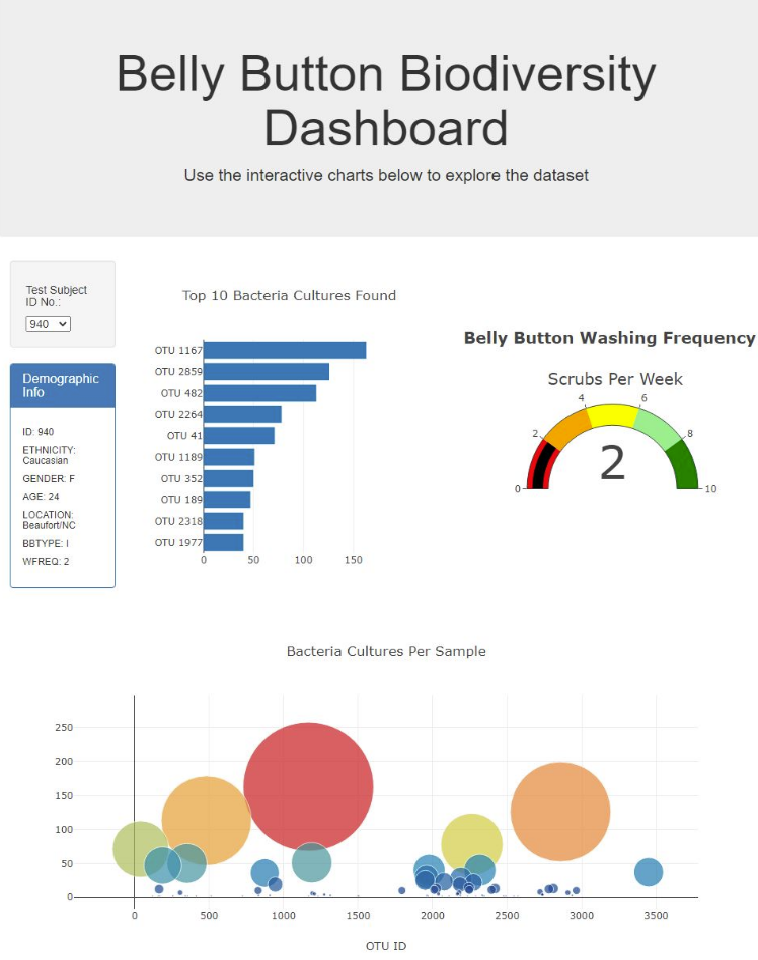 Belly Button Biodiversity
Dashboard
Use the interactive charts below to explore the dataset
Test Subject
ID No.:
940
Demographic
Info
ID: 940
ETHNICITY:
Caucasian
GENDER: F
AGE: 24
LOCATION:
Beaufort/NC
BBTYPE: I
WFREQ: 2
Top 10 Bacteria Cultures Found
OTU 1167
OTU 2859
OTU 482
OTU 2264
OTU 41
OTU 1189
OTU 352
OTU 189
OTU 2318
OTU 1977
0 50 100 150
Belly Button Washing Frequency
Scrubs Per Week
4 6
2 8
2
0 10
Bacteria Cultures Per Sample
250
200
150
100
50
0
0 500 1000 1500 2000 2500 3000 3500
OTU ID